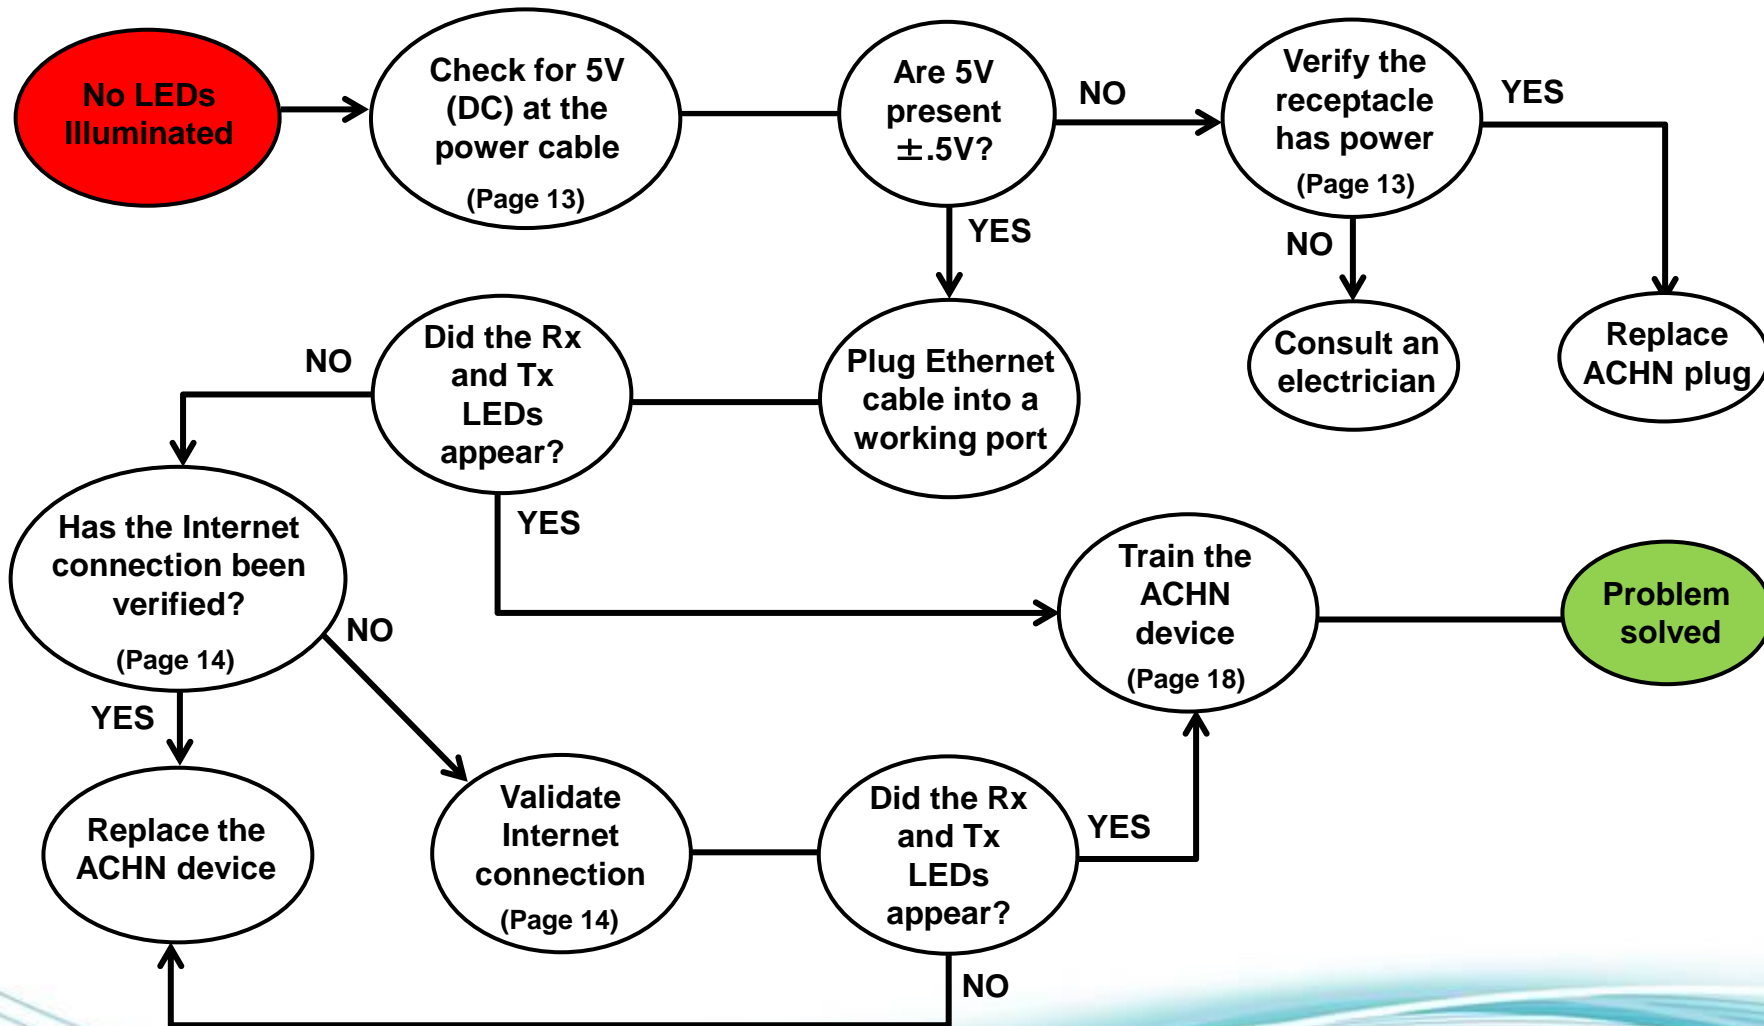 No LEDs
Illuminated
Check for 5V
(DC) at the
power cable
(Page 13)
Are 5V
present
±.5V?
NO
Verify the
receptacle
has power
(Page 13)
YES
YES
NO
Consult an
electrician
Replace
ACHN plug
Plug Ethernet
cable into a
working port
Did the Rx
and Tx
LEDs
appear?
NO
YES
Has the Internet
connection been
verified?
(Page 14)
NO
YES
Train the
ACHN
device
(Page 18)
Problem
solved
Replace the
ACHN device
Validate
Internet
connection
(Page 14)
Did the Rx
and Tx
LEDs
appear?
YES
NO